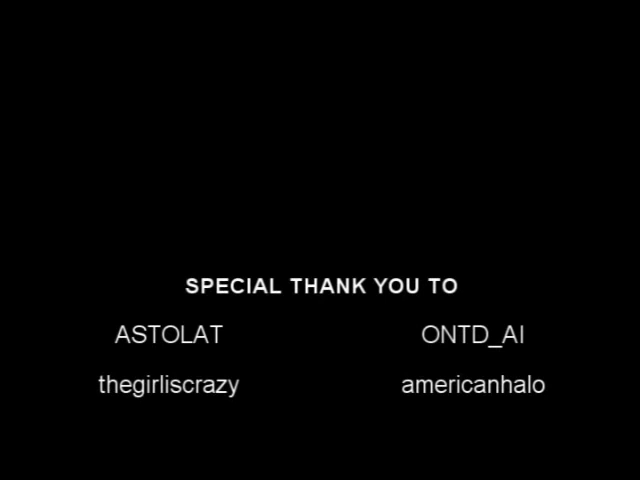 SPECIAL THANK YOU TO
ASTOLAT ONTD_AI
thegirliscrazy americanhalo